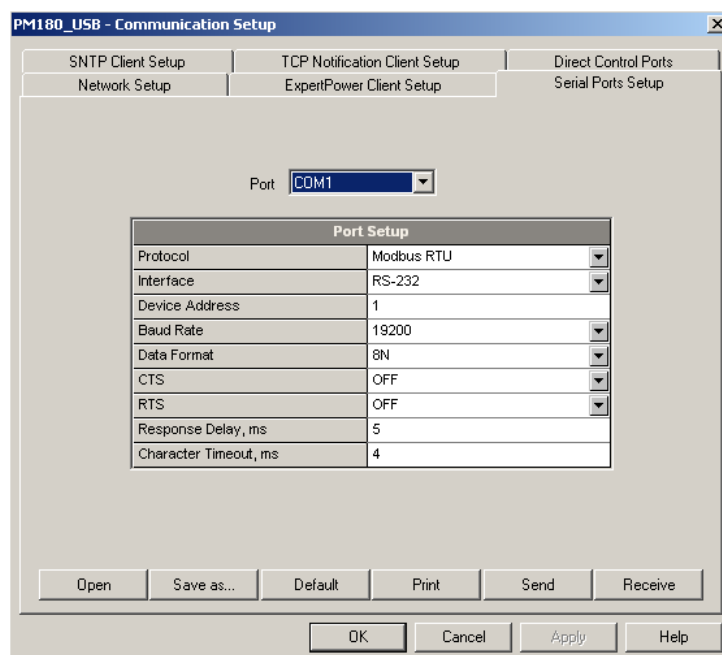 PM180_USB - Communication Setup
SNTP Client Setup TCP Notification Client Setup Direct Control Ports
Network Setup ExpertPower Client Setup Serial Ports Setup
Port COM1
Port Setup
Protocol Modbus RTU
Interface RS-232
Device Address 1
Baud Rate 19200
Data Format 8N
CTS OFF
RTS OFF
Response Delay, ms 5
Character Timeout, ms 4
Open Save as... Default Print Send Receive
OK Cancel Apply Help